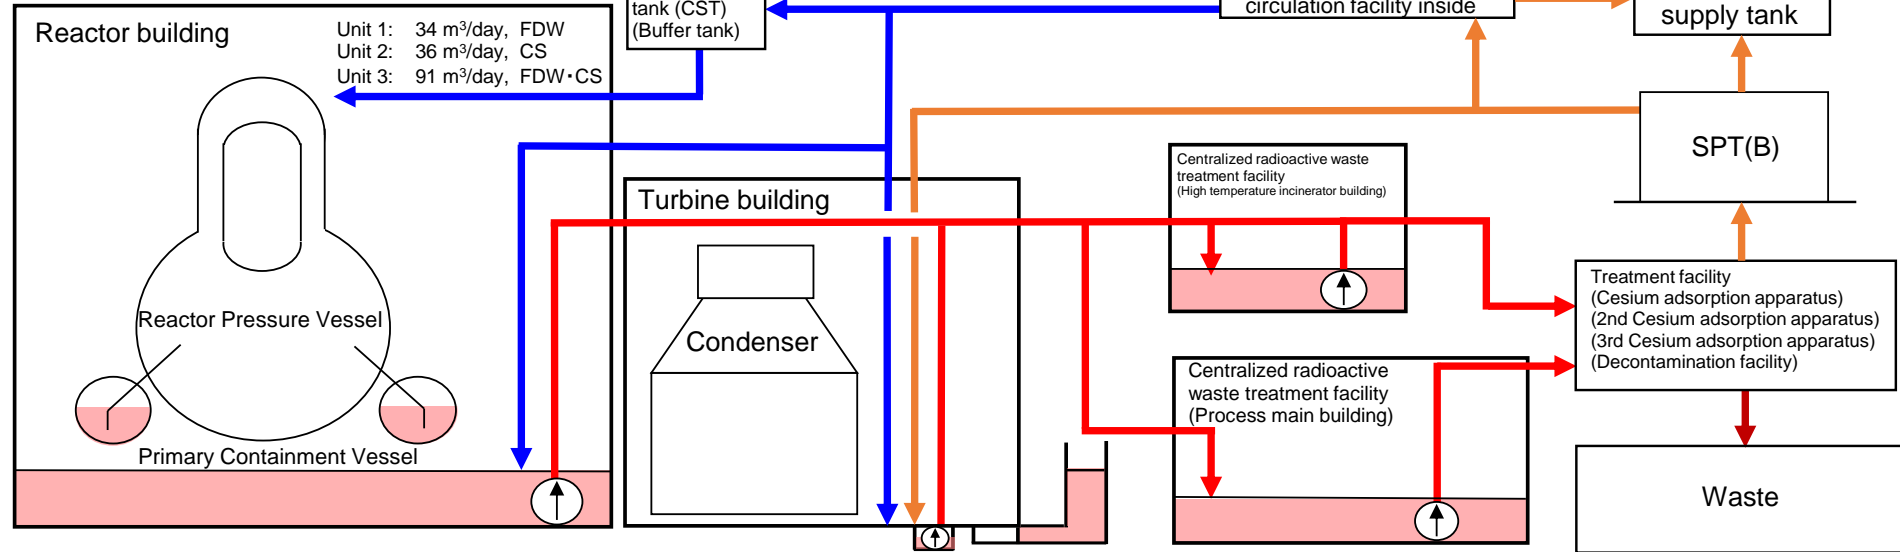 Reactor building
Unit 1: 34 m³/day, FDW
Unit 2: 36 m³/day, CS
Unit 3: 91 m³/day, FDW・CS
tank (CST)
(Buffer tank)
circulation facility inside
supply tank
SPT(B)
Centralized radioactive waste
treatment facility
(High temperature incinerator building)
Turbine building
Treatment facility
(Cesium adsorption apparatus)
(2nd Cesium adsorption apparatus)
(3rd Cesium adsorption apparatus)
(Decontamination facility)
Reactor Pressure Vessel
Condenser
Centralized radioactive
waste treatment facility
(Process main building)
Primary Containment Vessel
Waste